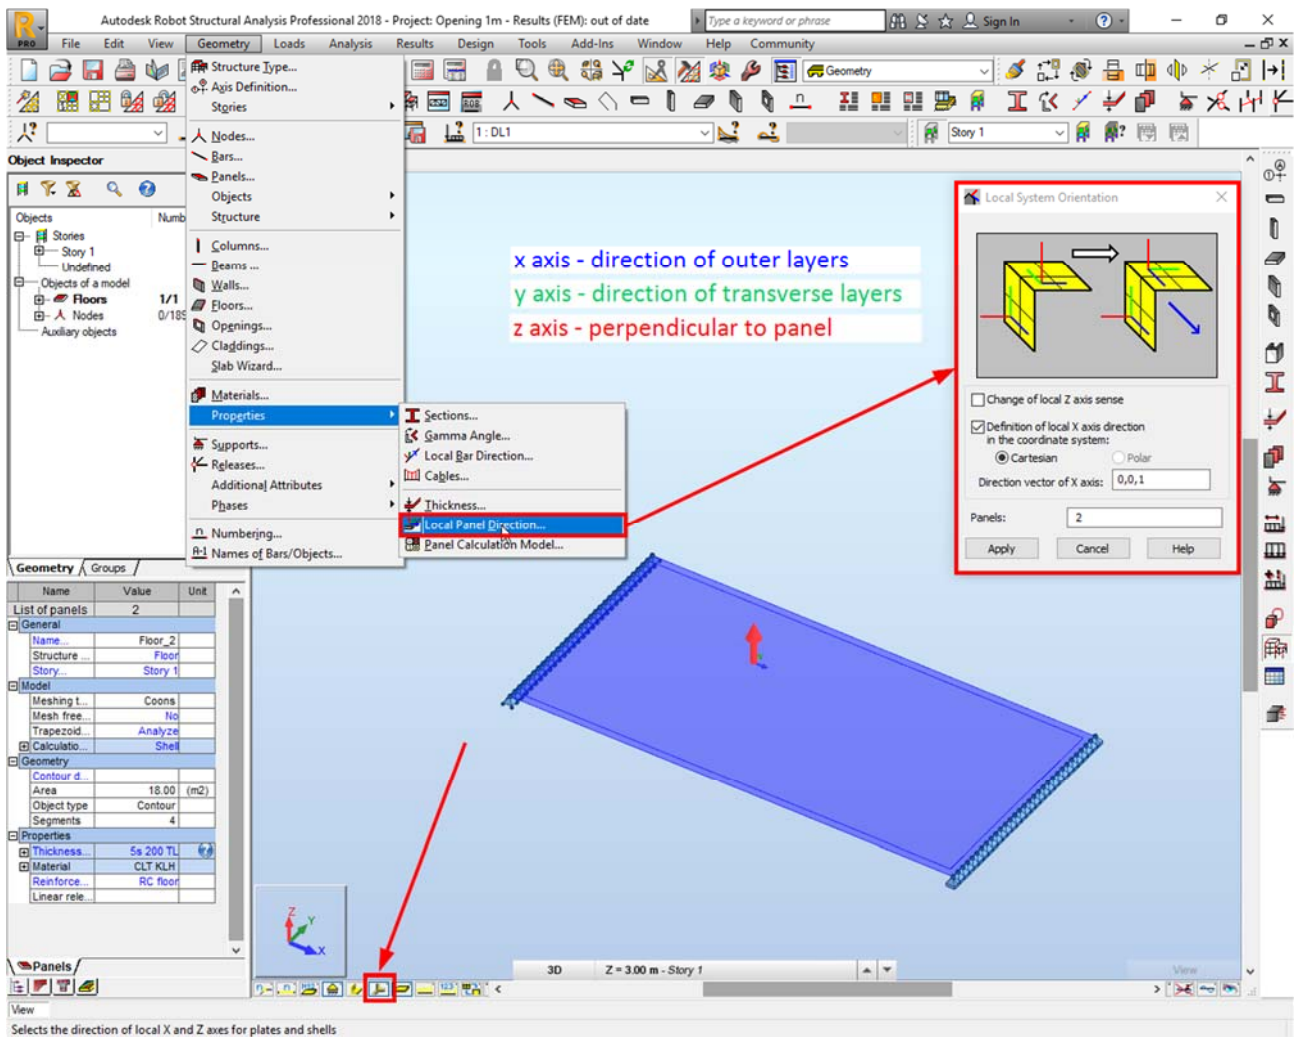 Autodesk Robot Structural Analysis Professional 2018 - Project: Opening 1m - Results (FEM): out of date
Type a keyword or phrase
Sign In
PRO
File Edit View Geometry Loads Analysis Results Design Tools Add-Ins Window Help Community
Structure Type...
Axis Definition...
Stories
Nodes...
Bars...
Panels...
Objects
Structure
Columns...
Beams ...
Walls...
Floors...
Openings...
Claddings...
Slab Wizard...
Materials...
Properties
Supports...
Releases...
Additional Attributes
Phases
Numbering...
Names of Bars/Objects...
Geometry
1 : DL1
Story 1
Object Inspector
Objects Numb
Stories
Story 1
Undefined
Objects of a model
Floors 1/1
Nodes 0/185
Auxiliary objects
x axis - direction of outer layers
y axis - direction of transverse layers
z axis - perpendicular to panel
Sections...
Gamma Angle...
Local Bar Direction...
Cables...
Thickness...
Local Panel Direction...
Panel Calculation Model...
Local System Orientation
Change of local Z axis sense
Definition of local X axis direction
in the coordinate system:
Cartesian Polar
Direction vector of X axis: 0,0,1
Panels: 2
Apply Cancel Help
Geometry Groups
Name Value Unit
List of panels 2
General
Name... Floor_2
Structure ... Floor
Story... Story 1
Model
Meshing t... Coons
Mesh free... No
Trapezoid... Analyze
Calculatio... Shell
Geometry
Contour d...
Area 18.00 (m2)
Object type Contour
Segments 4
Properties
Thickness... 5s 200 TL
Material CLT KLH
Reinforce... RC floor
Linear rele...
Panels
Z
Y
X
3D Z = 3.00 m - Story 1
View
View
Selects the direction of local X and Z axes for plates and shells